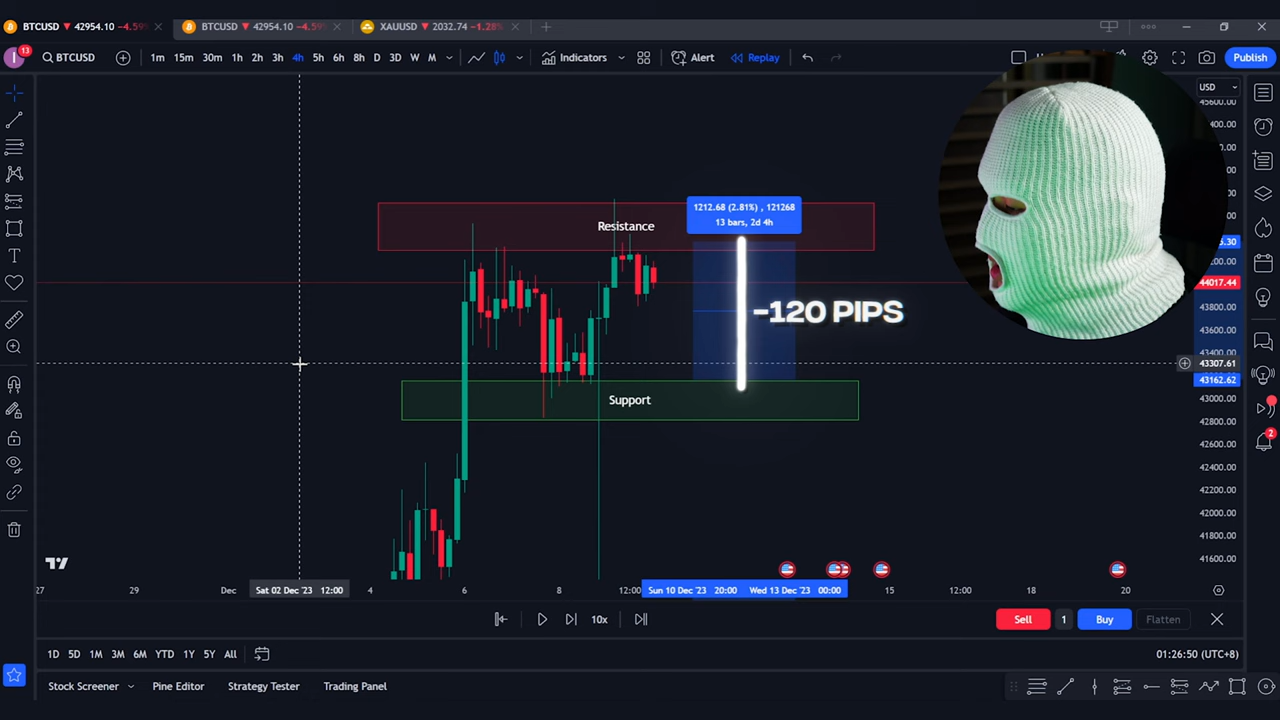 BTCUSD ▼ 42954.10 -4.59%
BTCUSD ▼ 42954.10 -4.59%
XAUUSD ▼ 2032.74 -1.28%
I 13 BTCUSD 1m 15m 30m 1h 2h 3h 4h 5h 6h 8h D 3D W M Indicators Alert Replay Publish
USD
45600.00
1212.68 (2.81%) , 121268
13 bars, 2d 4h
Resistance
44017.44
-120 PIPS
43800.00
43600.00
43400.00
43307.61
43162.62
43000.00
Support
42800.00
42600.00
42400.00
42200.00
42000.00
41800.00
41600.00
2
27 Dec Sat 02 Dec '23 12:00 4 6 8 12:00 Sun 10 Dec '23 20:00 Wed 13 Dec '23 00:00 15 12:00 18 20
10x Sell 1 Buy Flatten
1D 5D 1M 3M 6M YTD 1Y 5Y All 01:26:50 (UTC+8)
Stock Screener Pine Editor Strategy Tester Trading Panel